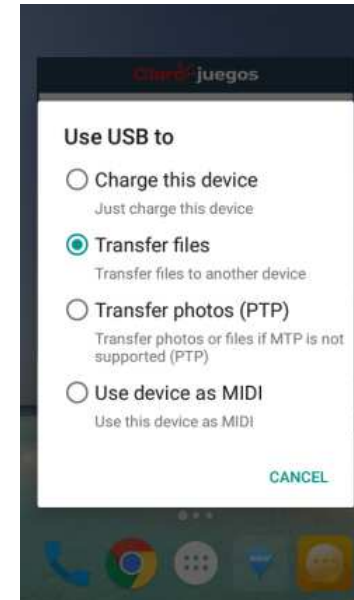 Claro juegos
Use USB to
Charge this device
Just charge this device
Transfer files
Transfer files to another device
Transfer photos (PTP)
Transfer photos or files if MTP is not
supported (PTP)
Use device as MIDI
Use this device as MIDI
CANCEL